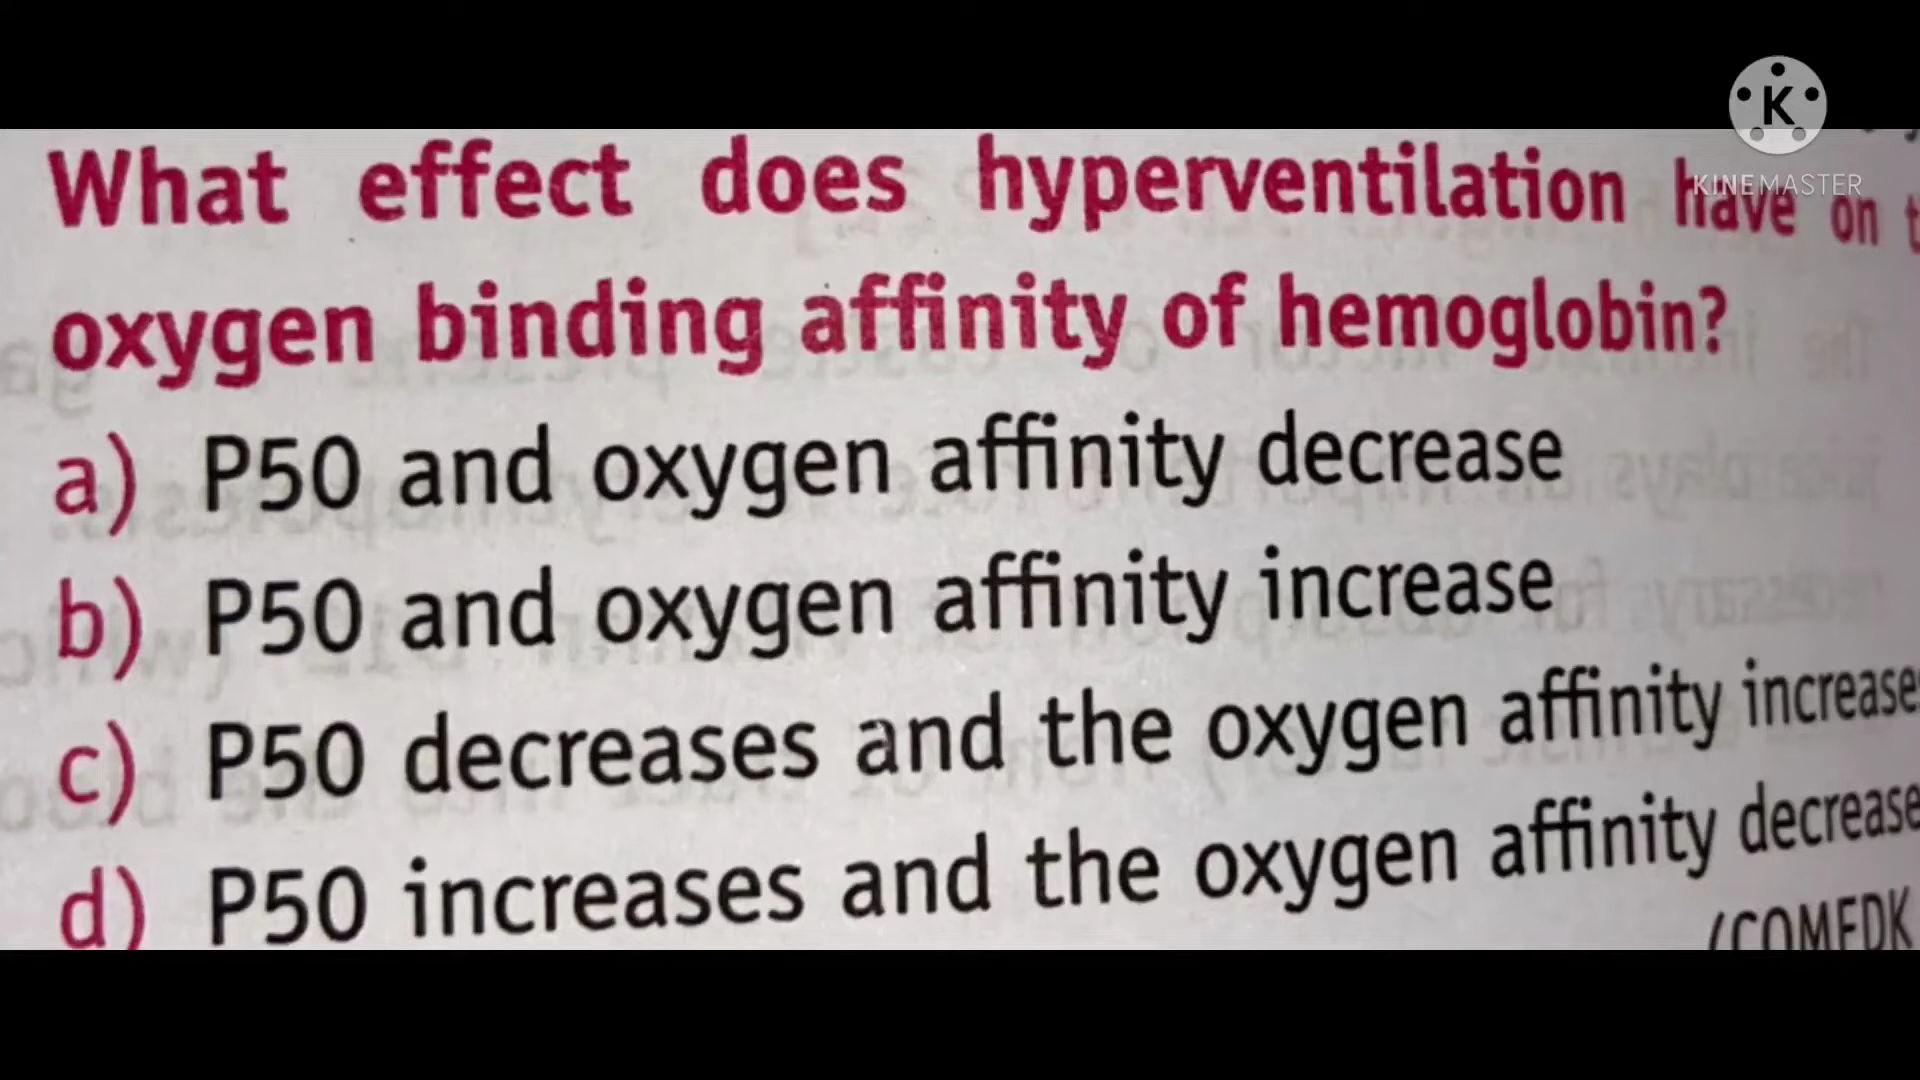 K
KINEMASTER
What effect does hyperventilation have on
oxygen binding affinity of hemoglobin?
a) P50 and oxygen affinity decrease
b) P50 and oxygen affinity increase
c) P50 decreases and the oxygen affinity increase
d) P50 increases and the oxygen affinity decrease
(COMEDK